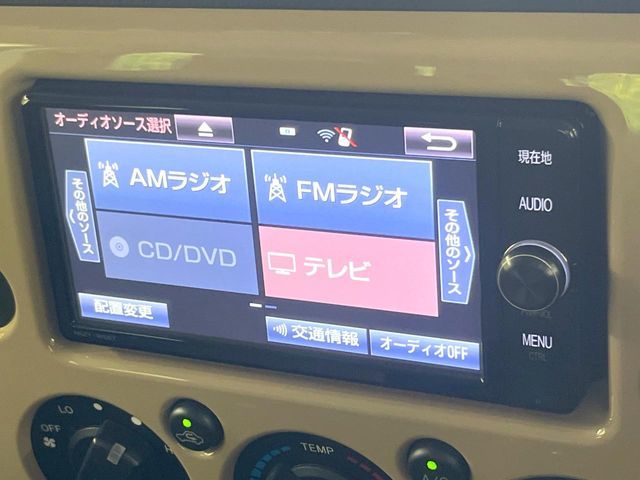 オーディオソース選択
現在地
AMラジオ
FMラジオ
AUDIO
その他のソース
その他のソース
CD/DVD
テレビ
配置変更
交通情報
オーディオOFF
MENU
CTRL
LO
OFF
TEMP
A/C